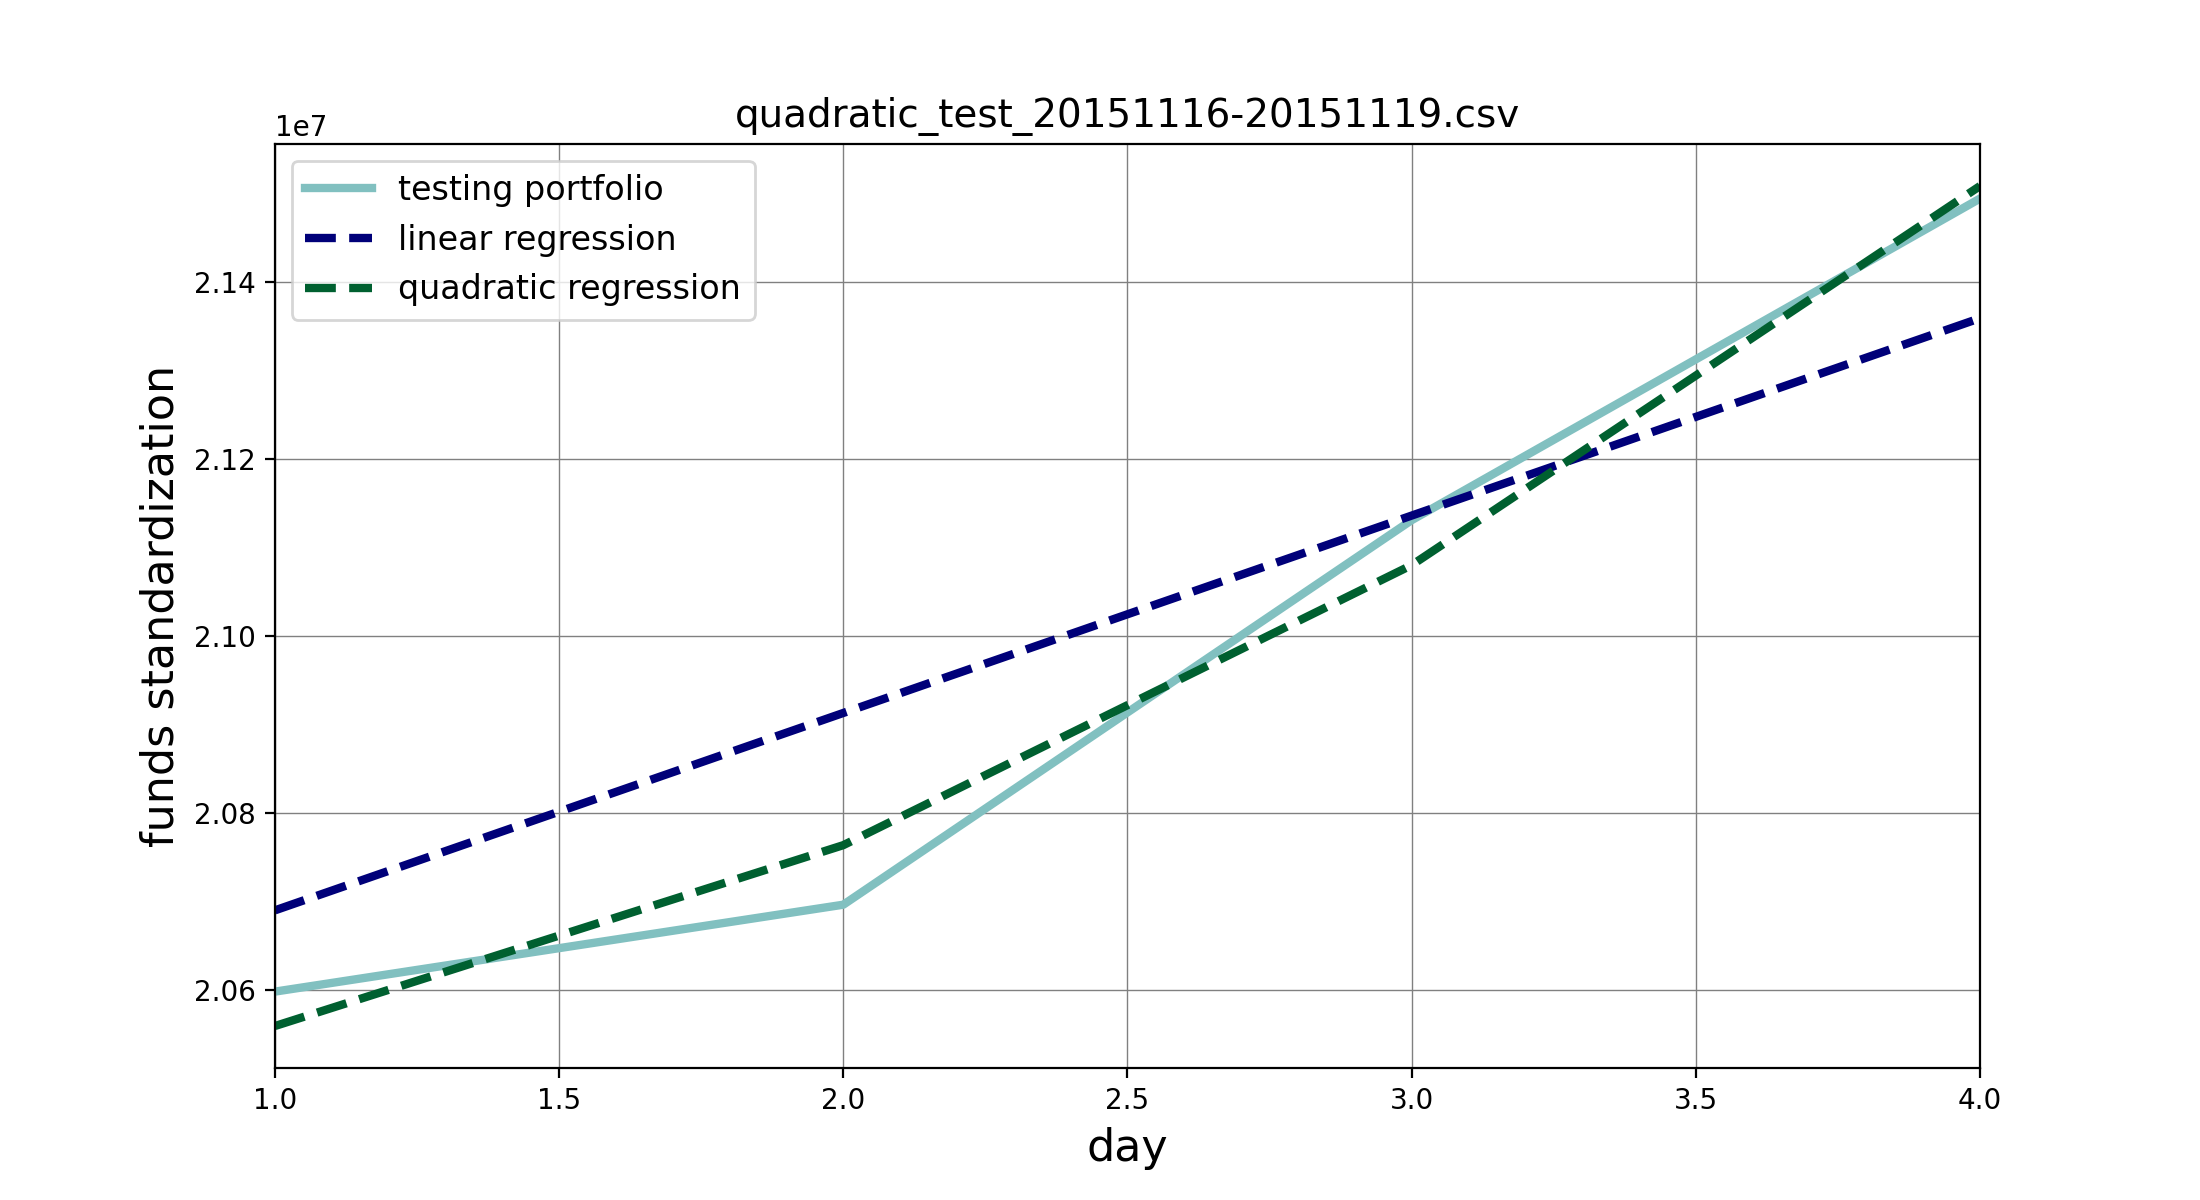 quadratic_test_20151116-20151119.csv
1e7
testing portfolio
linear regression
quadratic regression
funds standardization
2.14
2.12
2.10
2.08
2.06
1.0 1.5 2.0 2.5 3.0 3.5 4.0
day